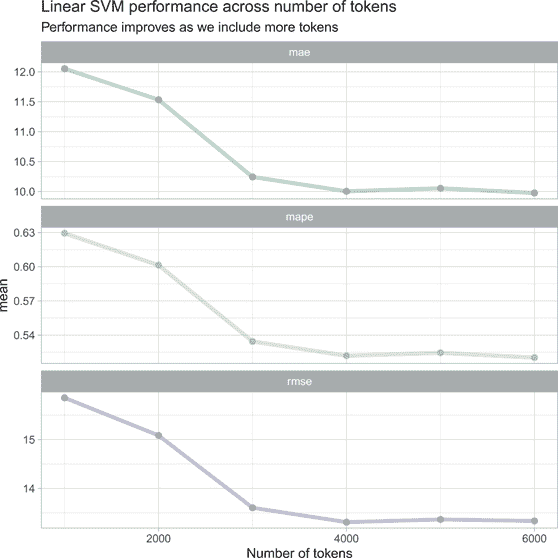 Linear SVM performance across number of tokens
Performance improves as we include more tokens
mae
12.0
11.5
11.0
10.5
10.0
mape
0.63
0.60
0.57
0.54
mean
rmse
15
14
2000 4000 6000
Number of tokens